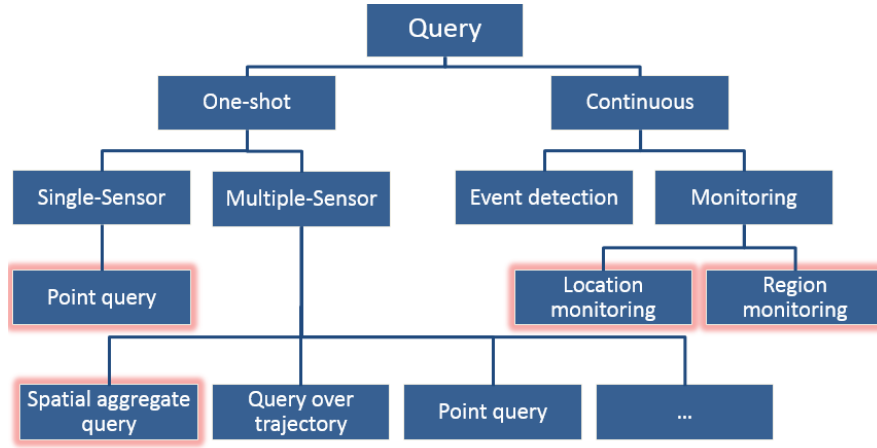 Query
One-shot
Continuous
Single-Sensor
Multiple-Sensor
Event detection
Monitoring
Point query
Location
monitoring
Region
monitoring
Spatial aggregate
query
Query over
trajectory
Point query
...